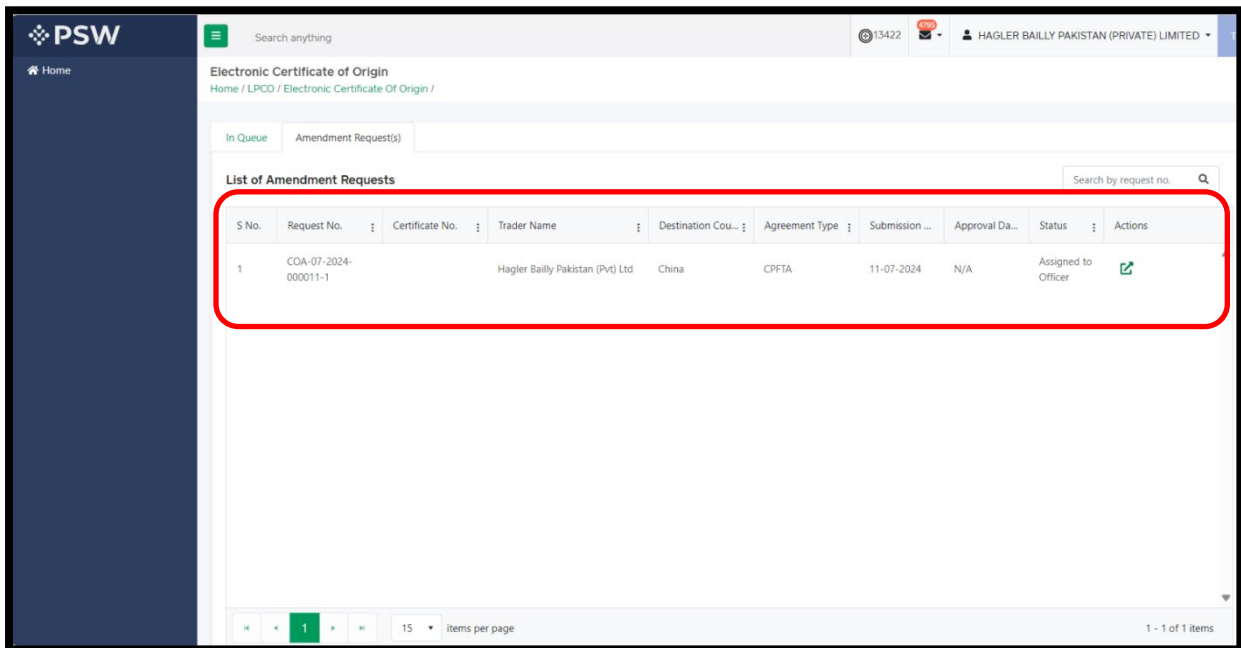 PSW
Search anything
13422
4795
HAGLER BAILLY PAKISTAN (PRIVATE) LIMITED
T
Home
Electronic Certificate of Origin
Home / LPCO / Electronic Certificate Of Origin /
In Queue
Amendment Request(s)
List of Amendment Requests
Search by request no.
S No. Request No. Certificate No. Trader Name Destination Cou... Agreement Type Submission ... Approval Da... Status Actions
1 COA-07-2024-000011-1 Hagler Bailly Pakistan (Pvt) Ltd China CPFTA 11-07-2024 N/A Assigned to Officer
1
15 items per page
1 - 1 of 1 items